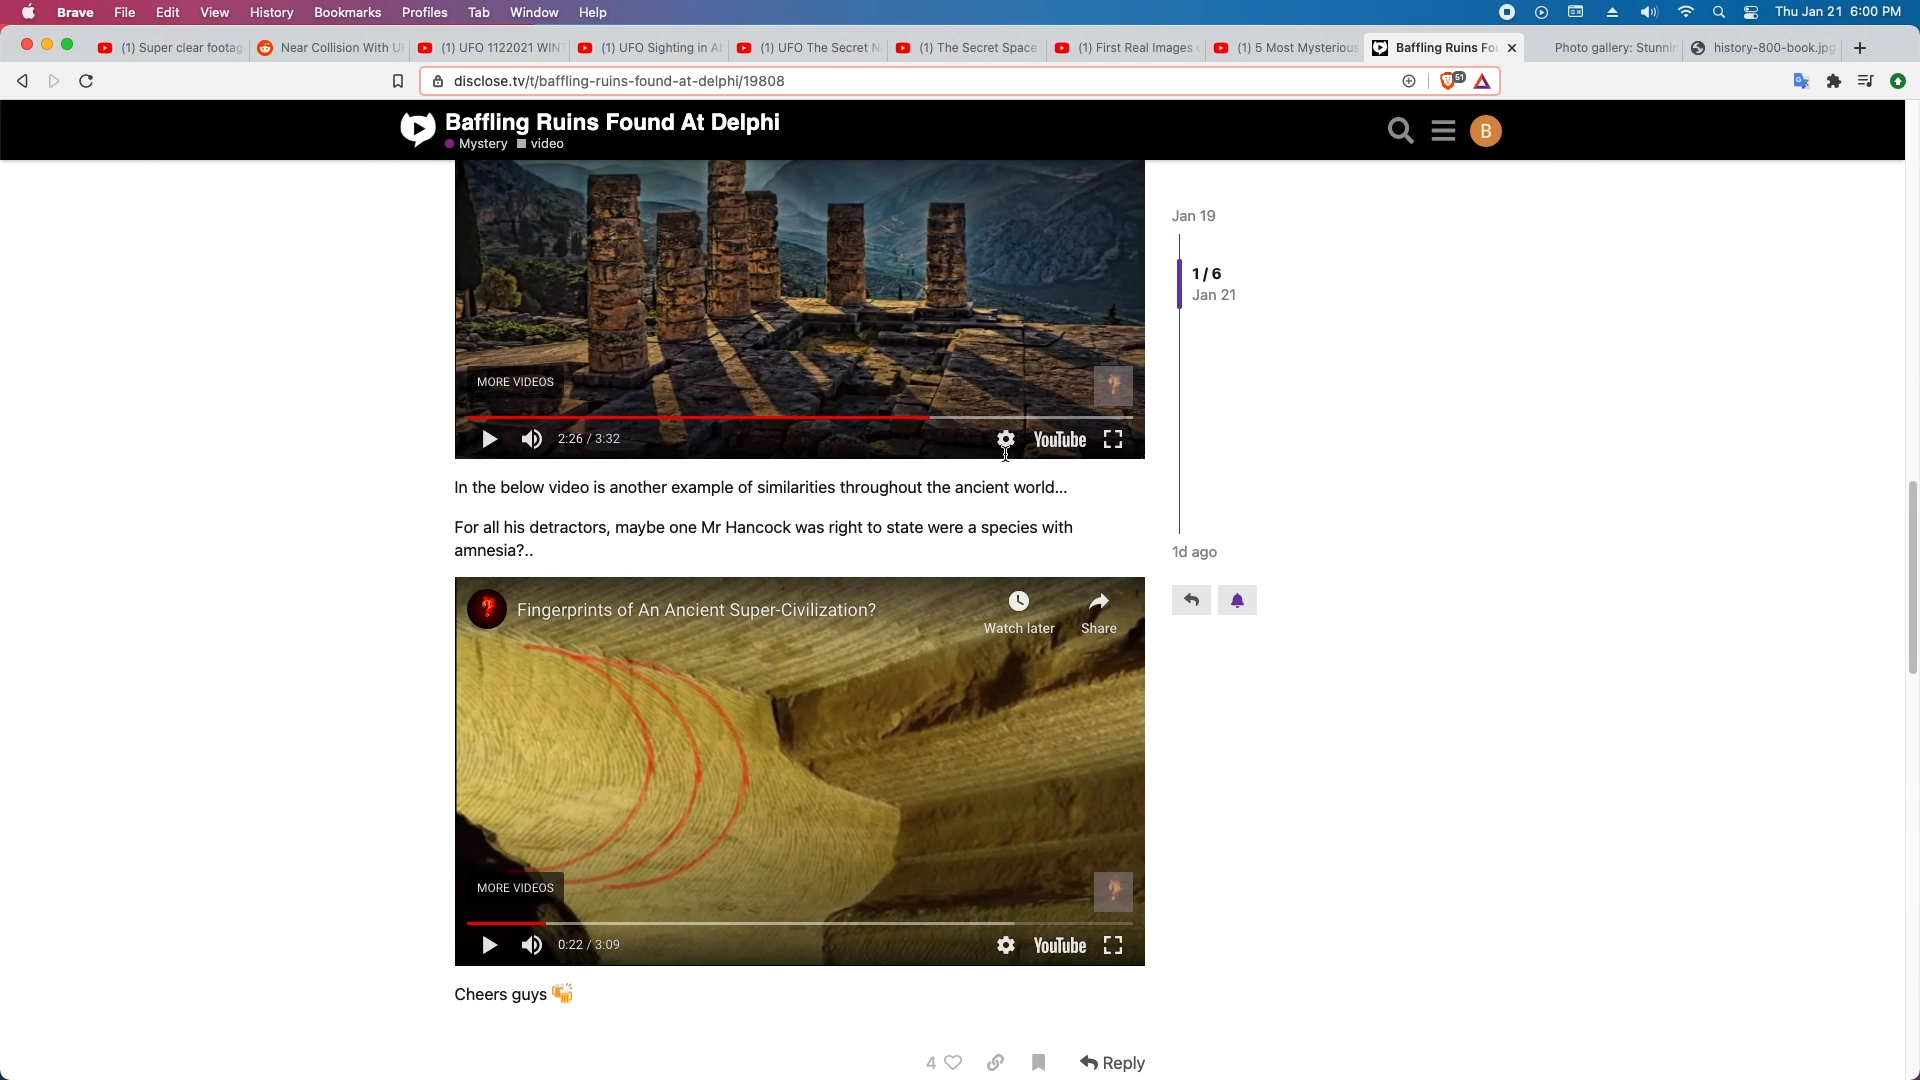 Brave File Edit View History Bookmarks Profiles Tab Window Help Thu Jan 21 6:00 PM
(1) Super clear footag Near Collision With U (1) UFO 1122021 WIN (1) UFO Sighting in A (1) UFO The Secret N (1) The Secret Space (1) First Real Images (1) 5 Most Mysterious Baffling Ruins Fou Photo gallery: Stunnin history-800-book.jpg
disclose.tv/t/baffling-ruins-found-at-delphi/19808 51
Baffling Ruins Found At Delphi
Mystery video
B
Jan 19
1 / 6
Jan 21
MORE VIDEOS
2:26 / 3:32 YouTube
In the below video is another example of similarities throughout the ancient world...
For all his detractors, maybe one Mr Hancock was right to state were a species with
amnesia?..
1d ago
Fingerprints of An Ancient Super-Civilization?
Watch later Share
MORE VIDEOS
0:22 / 3:09 YouTube
Cheers guys
4 Reply